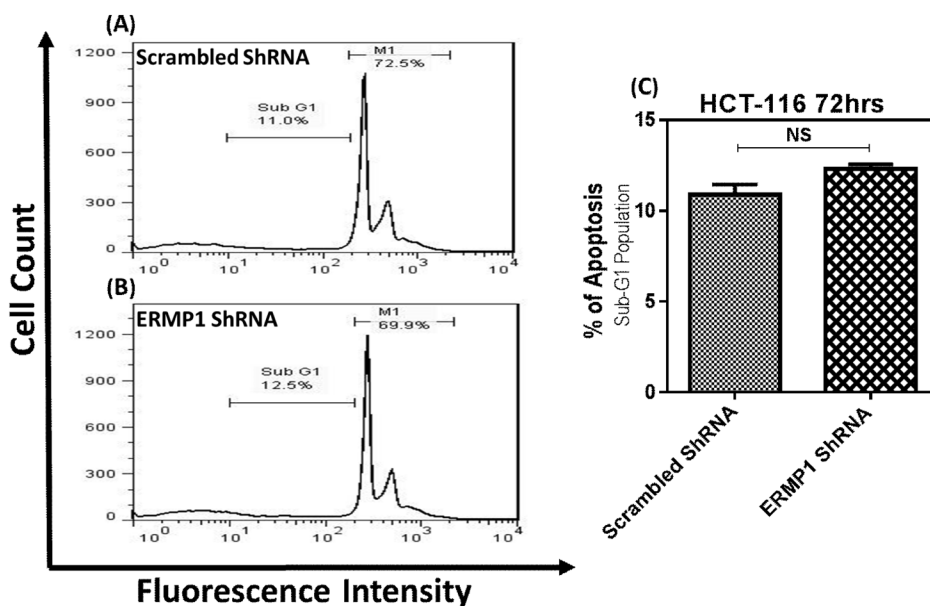 (A)
Scrambled ShRNA
M1
72.5%
Sub G1
11.0%
1200
900
600
300
0
10^0
10^1
10^2
10^3
10^4
(B)
ERMP1 ShRNA
M1
69.9%
Sub G1
12.5%
1200
900
600
300
0
10^0
10^1
10^2
10^3
10^4
Cell Count
Fluorescence Intensity
(C)
HCT-116 72hrs
NS
15
10
5
0
% of Apoptosis
Sub-G1 Population
Scrambled ShRNA
ERMP1 ShRNA